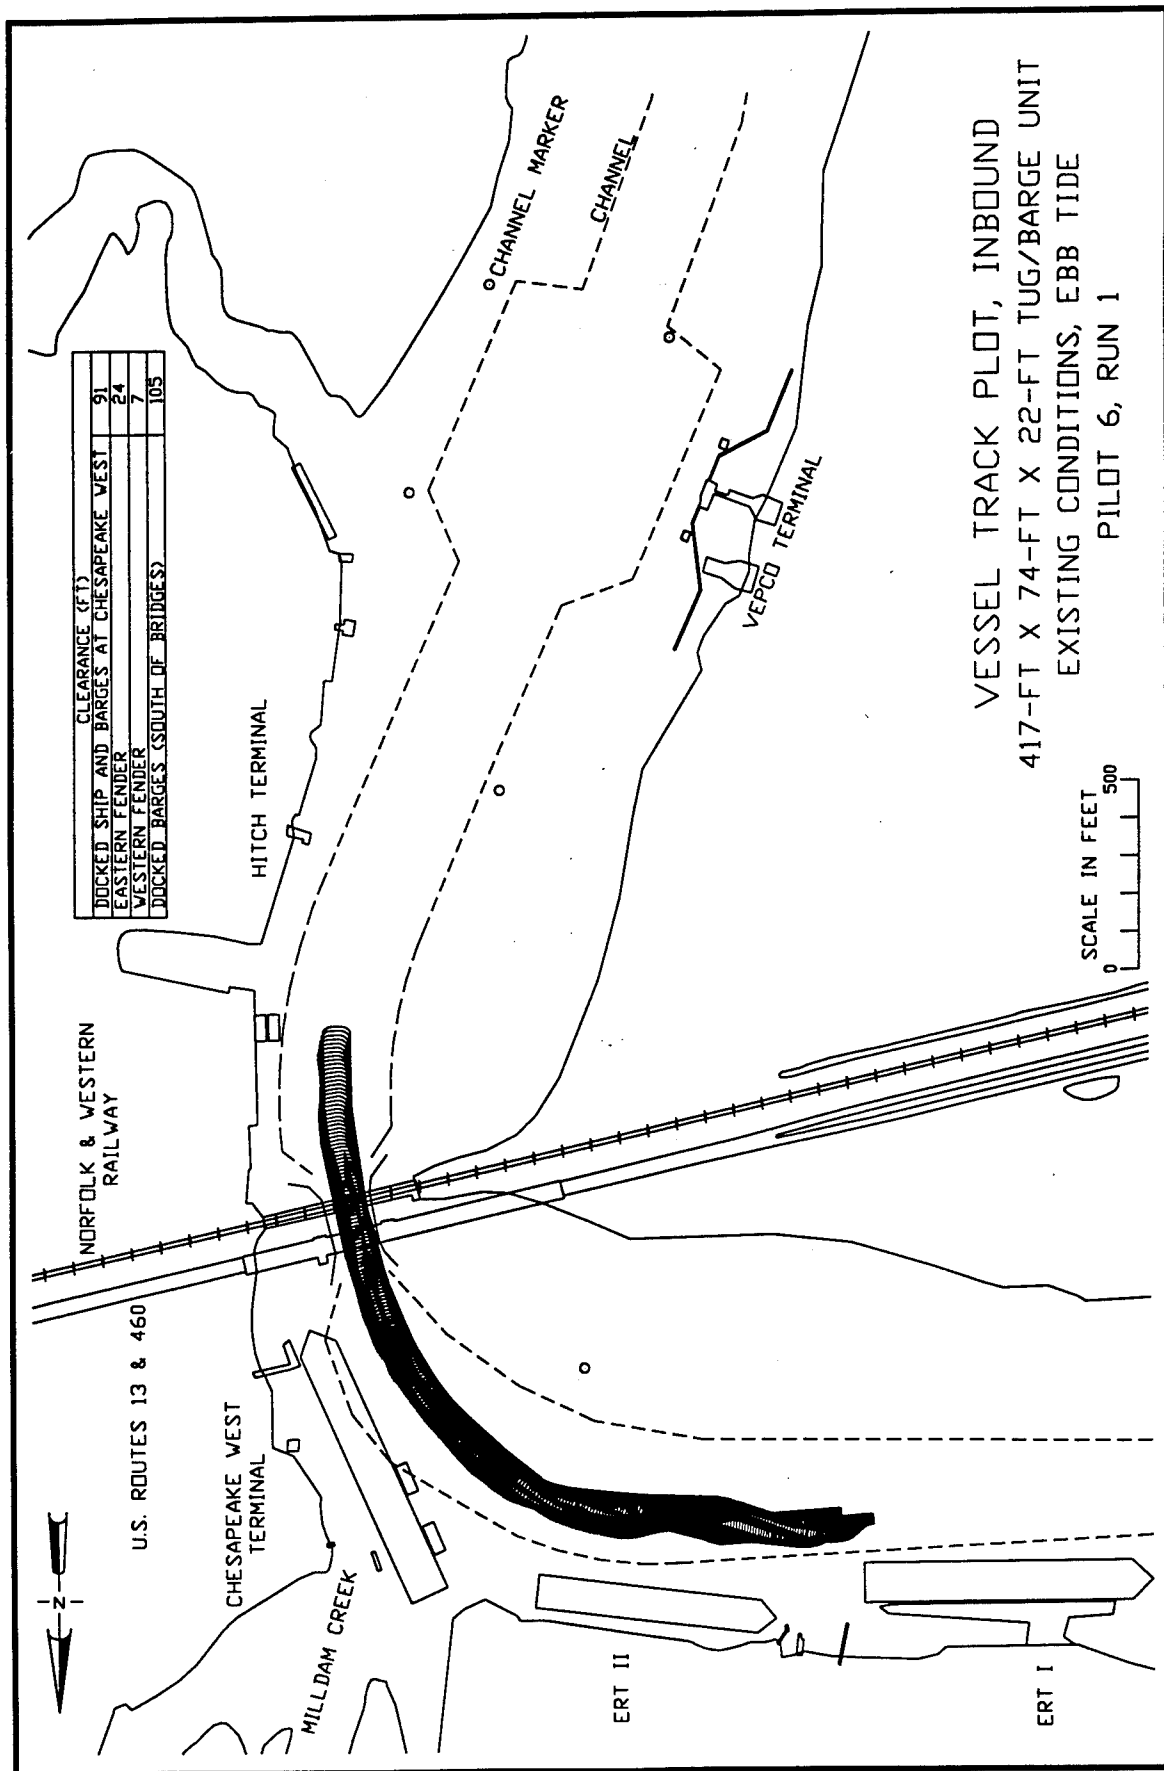 CLEARANCE (FT)
DOCKED SHIP AND BARGES AT CHESAPEAKE WEST 91
EASTERN FENDER 24
WESTERN FENDER 7
DOCKED BARGES (SOUTH OF BRIDGES) 105
N
U.S. ROUTES 13 & 460
NORFOLK & WESTERN
RAILWAY
HITCH TERMINAL
CHANNEL MARKER
CHANNEL
CHESAPEAKE WEST
TERMINAL
MILLDAM CREEK
VEPCO TERMINAL
ERT II
ERT I
SCALE IN FEET
0 500
VESSEL TRACK PLOT, INBOUND
417-FT X 74-FT X 22-FT TUG/BARGE UNIT
EXISTING CONDITIONS, EBB TIDE
PILOT 6, RUN 1